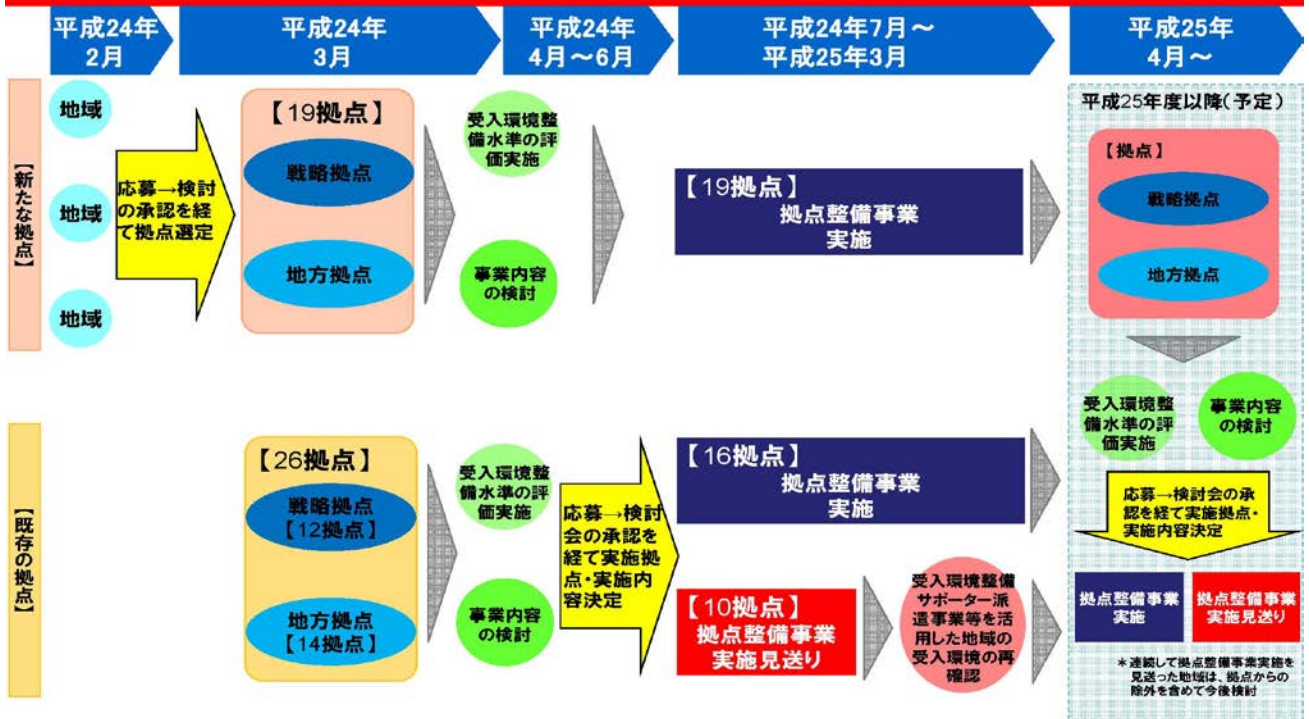 平成24年
2月
平成24年
3月
平成24年
4月～6月
平成24年7月～
平成25年3月
平成25年
4月～
【新たな拠点】
地域
地域
地域
応募→検討
の承認を経
て拠点選定
【19拠点】
戦略拠点
地方拠点
受入環境整
備水準の評
価実施
事業内容
の検討
【19拠点】
拠点整備事業
実施
平成25年度以降(予定)
【拠点】
戦略拠点
地方拠点
【既存の拠点】
【26拠点】
戦略拠点
【12拠点】
地方拠点
【14拠点】
受入環境整
備水準の評
価実施
事業内容
の検討
応募→検討
会の承認を
経て実施拠
点・実施内
容決定
【16拠点】
拠点整備事業
実施
【10拠点】
拠点整備事業
実施見送り
受入環境整備
サポーター派
遣事業等を活
用した地域の
受入環境の再
確認
受入環境整
備水準の評
価実施
事業内容
の検討
応募→検討会の承
認を経て実施拠点・
実施内容決定
拠点整備事業
実施
拠点整備事業
実施見送り
＊連続して拠点整備事業実施を
見送った地域は、拠点からの
除外を含めて今後検討